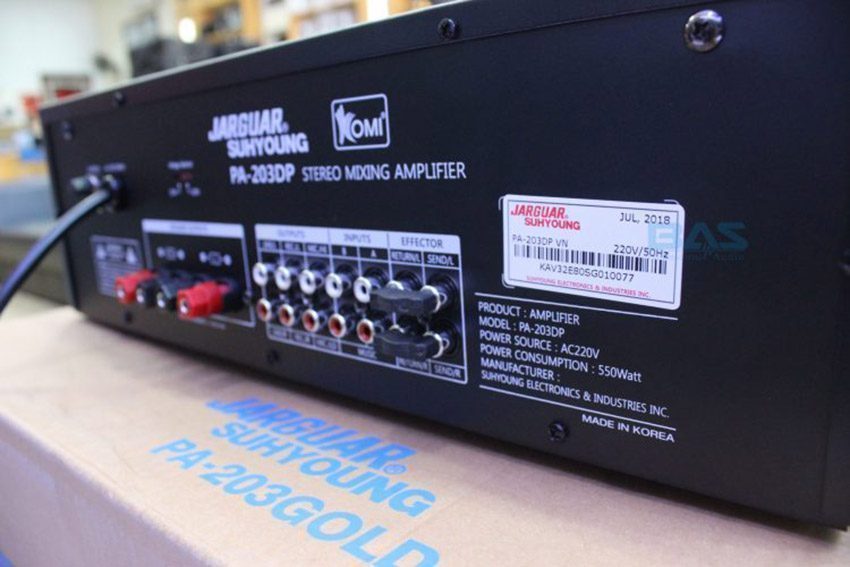 JARGUAR®
SUHYOUNG
KOMI®
PA-203DP STEREO MIXING AMPLIFIER
OUTPUTS
INPUTS
EFFECTOR
B
A
RETURN/L
SEND/L
MUSIC
RETURN/R
SEND/R
JARGUAR®
SUHYOUNG
JUL, 2018
PA-203DP VN
220V/50Hz
KAV32E80SG010077
SUHYOUNG ELECTRONICS & INDUSTRIES INC.
BAS
PRODUCT : AMPLIFIER
MODEL : PA-203DP
POWER SOURCE : AC220V
POWER CONSUMPTION : 550Watt
MANUFACTURER :
SUHYOUNG ELECTRONICS & INDUSTRIES INC.
MADE IN KOREA
JARGUAR®
SUHYOUNG
PA-203GOLD